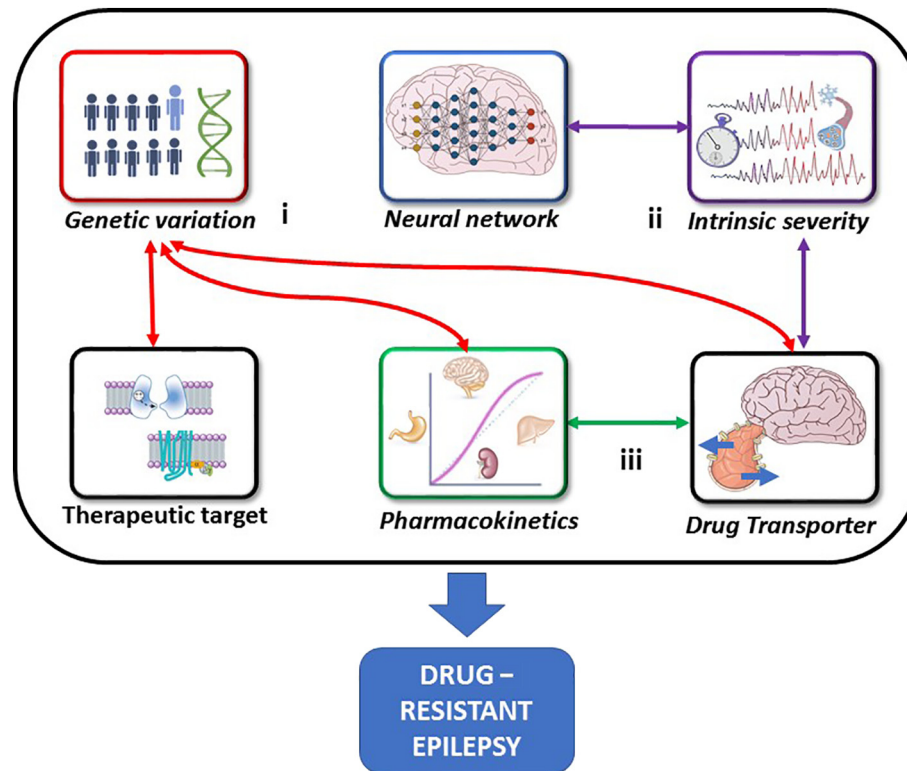 Genetic variation
i
Neural network
ii
Intrinsic severity
Therapeutic target
Pharmacokinetics
iii
Drug Transporter
DRUG –
RESISTANT
EPILEPSY